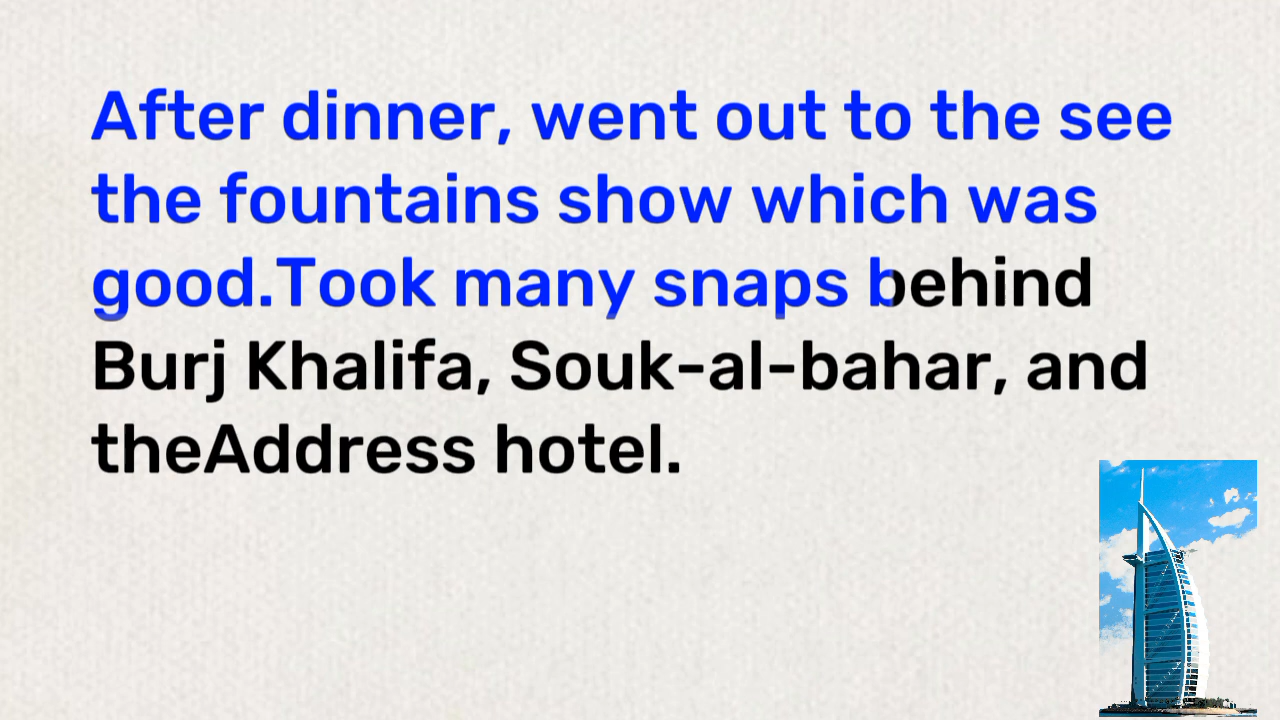 After dinner, went out to the see
the fountains show which was
good.Took many snaps behind
Burj Khalifa, Souk-al-bahar, and
theAddress hotel.